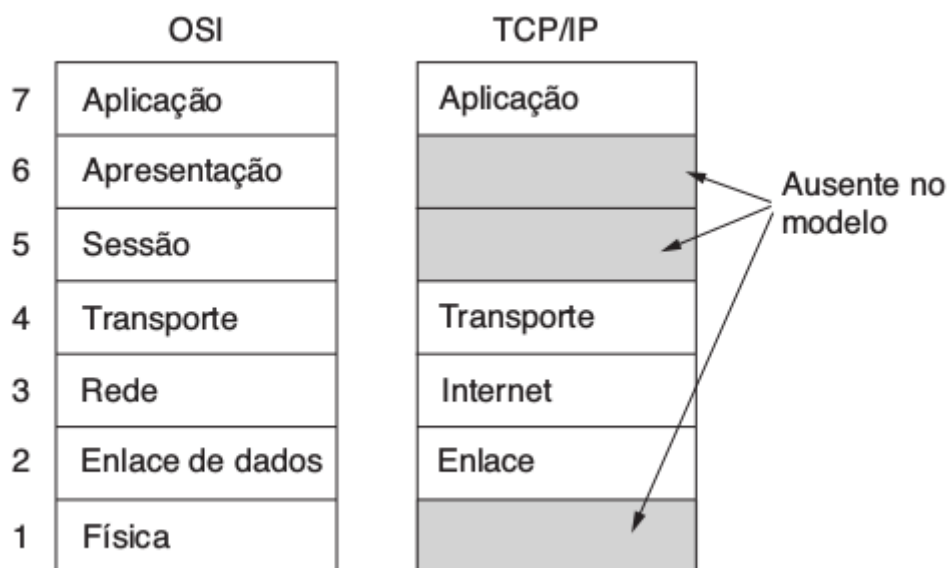 OSI TCP/IP
7 Aplicação Aplicação
6 Apresentação
Ausente no
modelo
5 Sessão
4 Transporte Transporte
3 Rede Internet
2 Enlace de dados Enlace
1 Física